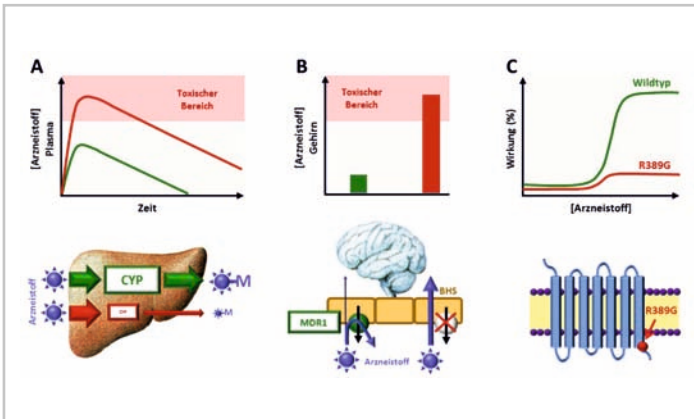 A
[Arzneistoff]
Plasma
Toxischer
Bereich
Zeit
B
[Arzneistoff]
Gehirn
Toxischer
Bereich
C
Wirkung (%)
Wildtyp
R389G
[Arzneistoff]
Arzneistoff
CYP
M
CYP
M
BHS
MDR1
Arzneistoff
R389G